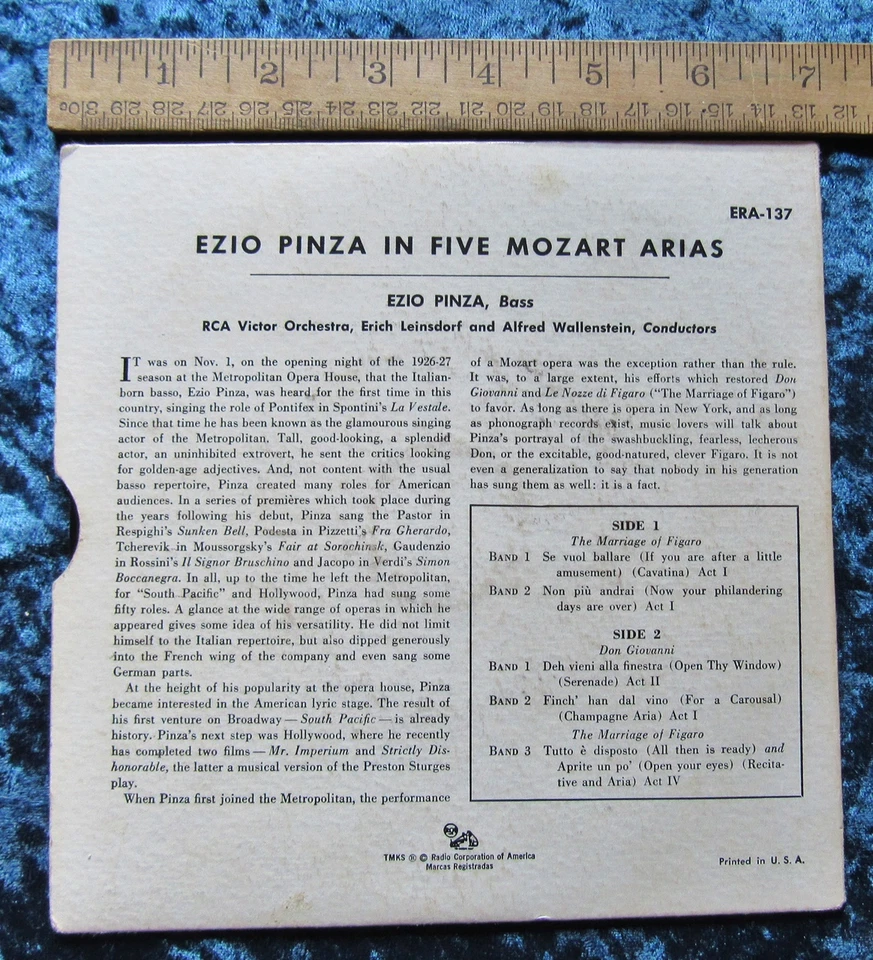 1 2 3 4 5 6 7
30 29 28 27 26 25 24 23 22 21 20 19 18 17 16 15 14 13 12
ERA-137
EZIO PINZA IN FIVE MOZART ARIAS
EZIO PINZA, Bass
RCA Victor Orchestra, Erich Leinsdorf and Alfred Wallenstein, Conductors
IT was on Nov. 1, on the opening night of the 1926-27
season at the Metropolitan Opera House, that the Italian-
born basso, Ezio Pinza, was heard for the first time in this
country, singing the role of Pontifex in Spontini's La Vestale.
Since that time he has been known as the glamourous singing
actor of the Metropolitan. Tall, good-looking, a splendid
actor, an uninhibited extrovert, he sent the critics looking
for golden-age adjectives. And, not content with the usual
basso repertoire, Pinza created many roles for American
audiences. In a series of premières which took place during
the years following his debut, Pinza sang the Pastor in
Respighi's Sunken Bell, Podesta in Pizzetti's Fra Gherardo,
Tcherevik in Moussorgsky's Fair at Sorochinsk, Gaudenzio
in Rossini's Il Signor Bruschino and Jacopo in Verdi's Simon
Boccanegra. In all, up to the time he left the Metropolitan,
for "South Pacific" and Hollywood, Pinza had sung some
fifty roles. A glance at the wide range of operas in which he
appeared gives some idea of his versatility. He did not limit
himself to the Italian repertoire, but also dipped generously
into the French wing of the company and even sang some
German parts.
At the height of his popularity at the opera house, Pinza
became interested in the American lyric stage. The result of
his first venture on Broadway — South Pacific — is already
history. Pinza's next step was Hollywood, where he recently
has completed two films — Mr. Imperium and Strictly Dis-
honorable, the latter a musical version of the Preston Sturges
play.
When Pinza first joined the Metropolitan, the performance
of a Mozart opera was the exception rather than the rule.
It was, to a large extent, his efforts which restored Don
Giovanni and Le Nozze di Figaro ("The Marriage of Figaro")
to favor. As long as there is opera in New York, and as long
as phonograph records exist, music lovers will talk about
Pinza's portrayal of the swashbuckling, fearless, lecherous
Don, or the excitable, good-natured, clever Figaro. It is not
even a generalization to say that nobody in his generation
has sung them as well: it is a fact.
SIDE 1
The Marriage of Figaro
BAND 1 Se vuol ballare (If you are after a little
amusement) (Cavatina) Act I
BAND 2 Non più andrai (Now your philandering
days are over) Act I
SIDE 2
Don Giovanni
BAND 1 Deh vieni alla finestra (Open Thy Window)
(Serenade) Act II
BAND 2 Finch' han dal vino (For a Carousal)
(Champagne Aria) Act I
The Marriage of Figaro
BAND 3 Tutto è disposto (All then is ready) and
Aprite un po' (Open your eyes) (Recita-
tive and Aria) Act IV
RCA
TMKS ® © Radio Corporation of America
Marcas Registradas
Printed in U. S. A.